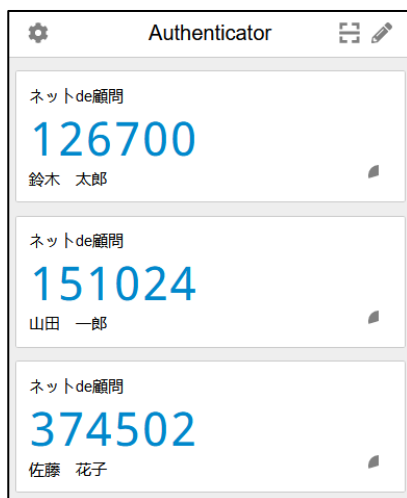 Authenticator
ネットde顧問
126700
鈴木　太郎
ネットde顧問
151024
山田　一郎
ネットde顧問
374502
佐藤　花子